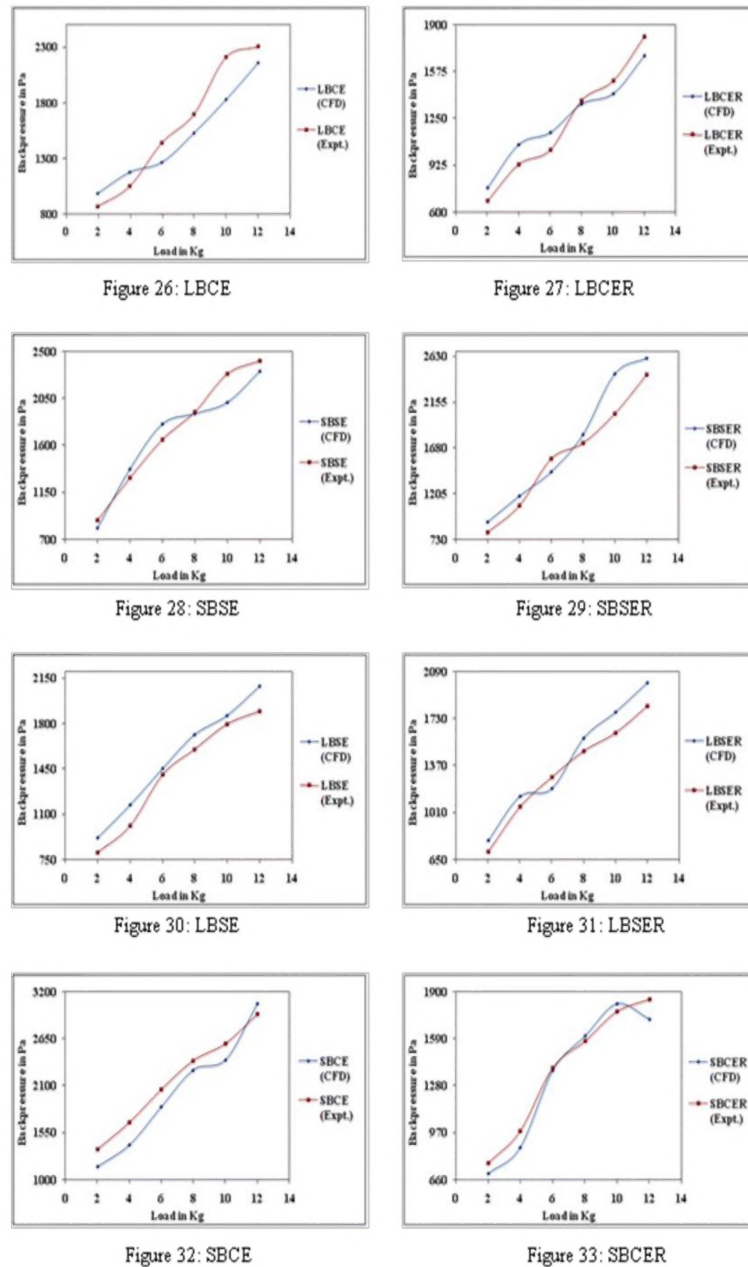 2300
1800
1300
800
Backpressure in Pa
0 2 4 6 8 10 12 14
Load in Kg
LBCE
(CFD)
LBCE
(Expt.)
Figure 26: LBCE
1900
1575
1250
925
600
Backpressure in Pa
0 2 4 6 8 10 12 14
Load in Kg
LBCER
(CFD)
LBCER
(Expt.)
Figure 27: LBCER
2500
2050
1600
1150
700
Backpressure in Pa
0 2 4 6 8 10 12 14
Load in Kg
SBSE
(CFD)
SBSE
(Expt.)
Figure 28: SBSE
2630
2155
1680
1205
730
Backpressure in Pa
0 2 4 6 8 10 12 14
Load in Kg
SBSER
(CFD)
SBSER
(Expt.)
Figure 29: SBSER
2150
1800
1450
1100
750
Backpressure in Pa
0 2 4 6 8 10 12 14
Load in Kg
LBSE
(CFD)
LBSE
(Expt.)
Figure 30: LBSE
2090
1730
1370
1010
650
Backpressure in Pa
0 2 4 6 8 10 12 14
Load in Kg
LBSER
(CFD)
LBSER
(Expt.)
Figure 31: LBSER
3200
2650
2100
1550
1000
Backpressure in Pa
0 2 4 6 8 10 12 14
Load in Kg
SBCE
(CFD)
SBCE
(Expt.)
Figure 32: SBCE
1900
1590
1280
970
660
Backpressure in Pa
0 2 4 6 8 10 12 14
Load in Kg
SBCER
(CFD)
SBCER
(Expt.)
Figure 33: SBCER